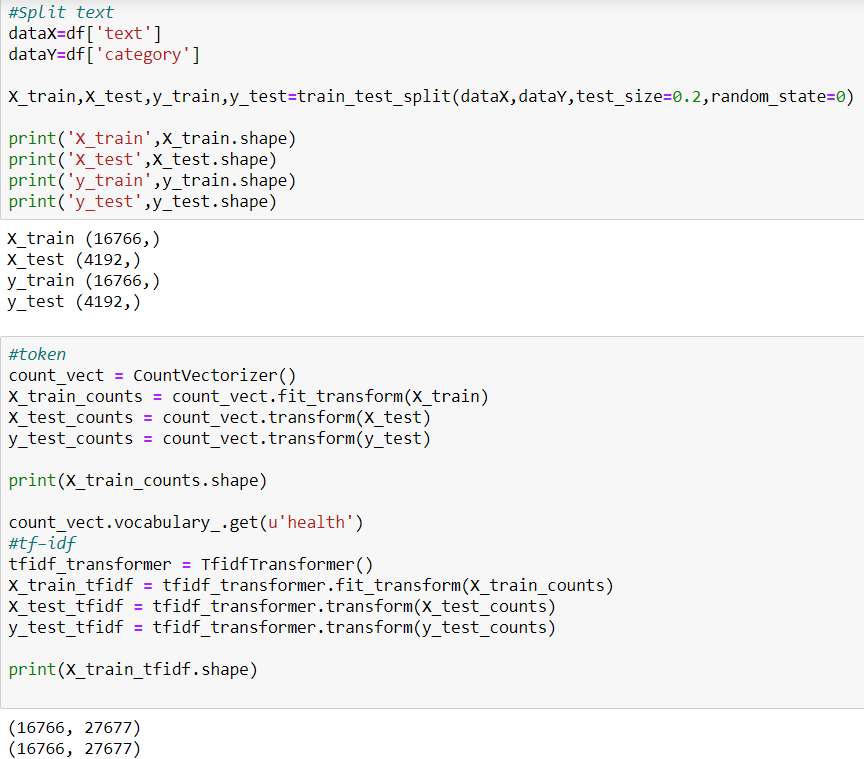 #Split text
dataX=df['text']
dataY=df['category']
X_train,X_test,y_train,y_test=train_test_split(dataX,dataY,test_size=0.2,random_state=0)
print('X_train',X_train.shape)
print('X_test',X_test.shape)
print('y_train',y_train.shape)
print('y_test',y_test.shape)
X_train (16766,)
X_test (4192,)
y_train (16766,)
y_test (4192,)
#token
count_vect = CountVectorizer()
X_train_counts = count_vect.fit_transform(X_train)
X_test_counts = count_vect.transform(X_test)
y_test_counts = count_vect.transform(y_test)
print(X_train_counts.shape)
count_vect.vocabulary_.get(u'health')
#tf-idf
tfidf_transformer = TfidfTransformer()
X_train_tfidf = tfidf_transformer.fit_transform(X_train_counts)
X_test_tfidf = tfidf_transformer.transform(X_test_counts)
y_test_tfidf = tfidf_transformer.transform(y_test_counts)
print(X_train_tfidf.shape)
(16766, 27677)
(16766, 27677)